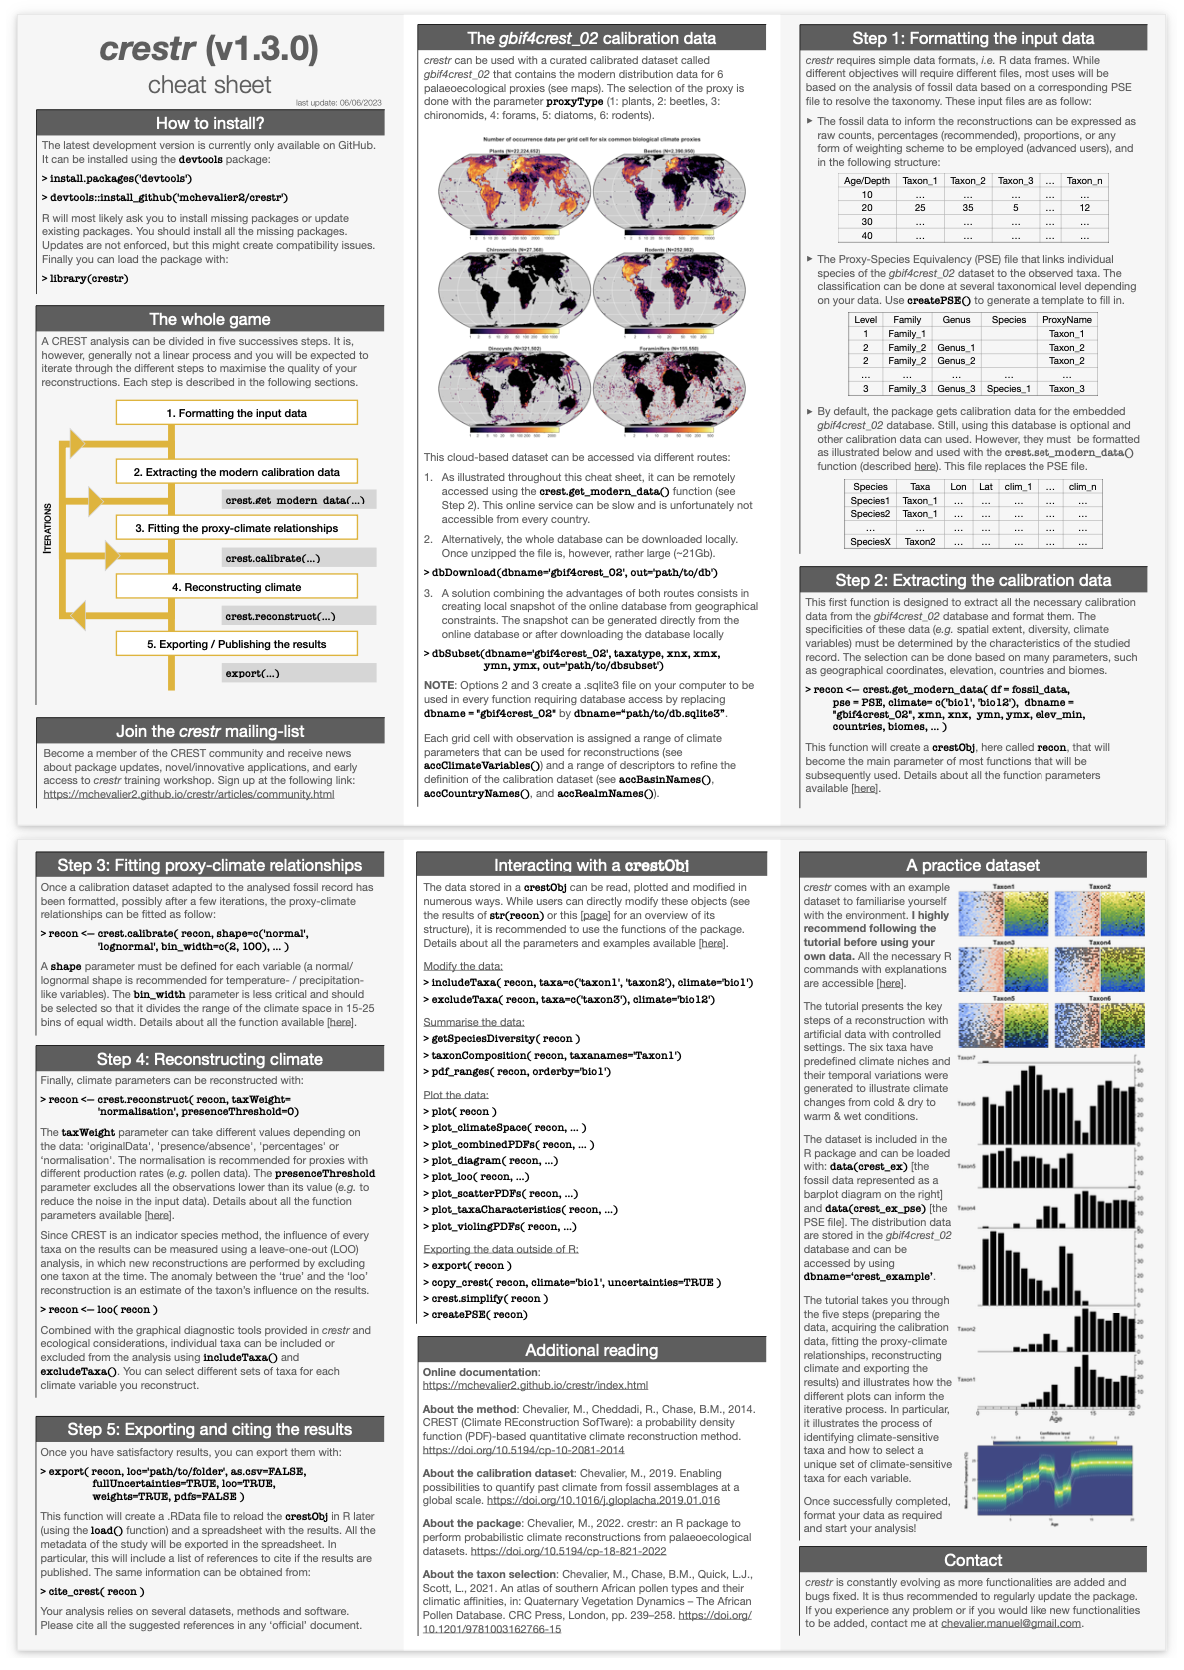 crestr (v1.3.0)
cheat sheet
last update: 06/06/2023
How to install?
The latest development version is currently only available on GitHub.
It can be installed using the devtools package:
> install.packages('devtools')
> devtools::install_github('mchevalier2/crestr')
R will most likely ask you to install missing packages or update
existing packages. You should install all the missing packages.
Updates are not enforced, but this might create compatibility issues.
Finally you can load the package with:
> library(crestr)
The whole game
A CREST analysis can be divided in five successives steps. It is,
however, generally not a linear process and you will be expected to
iterate through the different steps to maximise the quality of your
reconstructions. Each step is described in the following sections.
1. Formatting the input data
2. Extracting the modern calibration data
crest.get_modern_data(...)
3. Fitting the proxy-climate relationships
crest.calibrate(...)
4. Reconstructing climate
crest.reconstruct(...)
5. Exporting / Publishing the results
export(...)
ITERATIONS
Join the crestr mailing-list
Become a member of the CREST community and receive news
about package updates, novel/innovative applications, and early
access to crestr training workshop. Sign up at the following link:
https://mchevalier2.github.io/crestr/articles/community.html
The gbif4crest_02 calibration data
crestr can be used with a curated calibrated dataset called
gbif4crest_02 that contains the modern distribution data for 6
palaeoecological proxies (see maps). The selection of the proxy is
done with the parameter proxyType (1: plants, 2: beetles, 3:
chironomids, 4: forams, 5: diatoms, 6: rodents).
Number of occurrence data per grid cell for six common biological climate proxies
This cloud-based dataset can be accessed via different routes:
1. As illustrated throughout this cheat sheet, it can be remotely
accessed using the crest.get_modern_data() function (see
Step 2). This online service can be slow and is unfortunately not
accessible from every country.
2. Alternatively, the whole database can be downloaded locally.
Once unzipped the file is, however, rather large (~21Gb).
> dbDownload(dbname='gbif4crest_02', out='path/to/db')
3. A solution combining the advantages of both routes consists in
creating local snapshot of the online database from geographical
constraints. The snapshot can be generated directly from the
online database or after downloading the database locally
> dbSubset(dbname='gbif4crest_02', taxatype, xnx, xmx,
ymn, ymx, out='path/to/dbsubset')
NOTE: Options 2 and 3 create a .sqlite3 file on your computer to be
used in every function requiring database access by replacing
dbname = "gbif4crest_02" by dbname="path/to/db.sqlite3".
Each grid cell with observation is assigned a range of climate
parameters that can be used for reconstructions (see
accClimateVariables() and a range of descriptors to refine the
definition of the calibration dataset (see accBasinNames(),
accCountryNames(), and accRealmNames()).
Step 1: Formatting the input data
crestr requires simple data formats, i.e. R data frames. While
different objectives will require different files, most uses will be
based on the analysis of fossil data based on a corresponding PSE
file to resolve the taxonomy. These input files are as follow:
▸ The fossil data to inform the reconstructions can be expressed as
raw counts, percentages (recommended), proportions, or any
form of weighting scheme to be employed (advanced users), and
in the following structure:
Age/Depth Taxon_1 Taxon_2 Taxon_3 ... Taxon_n
10 ... ... ... ... ...
20 25 35 5 ... 12
30 ... ... ... ... ...
40 ... ... ... ... ...
▸ The Proxy-Species Equivalency (PSE) file that links individual
species of the gbif4crest_02 dataset to the observed taxa. The
classification can be done at several taxonomical level depending
on your data. Use createPSE() to generate a template to fill in.
Level Family Genus Species ProxyName
1 Family_1 Taxon_1
2 Family_2 Genus_1 Taxon_2
2 Family_2 Genus_2 Taxon_2
... ... ... ... ...
3 Family_3 Genus_3 Species_1 Taxon_3
▸ By default, the package gets calibration data for the embedded
gbif4crest_02 database. Still, using this database is optional and
other calibration data can used. However, they must be formatted
as illustrated below and used with the crest.set_modern_data()
function (described here). This file replaces the PSE file.
Species Taxa Lon Lat clim_1 ... clim_n
Species1 Taxon_1 ... ... ... ... ...
Species2 Taxon_1 ... ... ... ... ...
... ... ... ... ... ... ...
SpeciesX Taxon2 ... ... ... ... ...
Step 2: Extracting the calibration data
This first function is designed to extract all the necessary calibration
data from the gbif4crest_02 database and format them. The
specificities of these data (e.g. spatial extent, diversity, climate
variables) must be determined by the characteristics of the studied
record. The selection can be done based on many parameters, such
as geographical coordinates, elevation, countries and biomes.
> recon <— crest.get_modern_data( df = fossil_data,
pse = PSE, climate= c('bio1', 'bio12'), dbname =
"gbif4crest_02", xmn, xnx, ymn, ymx, elev_min,
countries, biomes, ... )
This function will create a crestObj, here called recon, that will
become the main parameter of most functions that will be
subsequently used. Details about all the function parameters
available [here].
Step 3: Fitting proxy-climate relationships
Once a calibration dataset adapted to the analysed fossil record has
been formatted, possibly after a few iterations, the proxy-climate
relationships can be fitted as follow:
> recon <— crest.calibrate( recon, shape=c('normal',
'lognormal', bin_width=c(2, 100), ... )
A shape parameter must be defined for each variable (a normal/
lognormal shape is recommended for temperature- / precipitation-
like variables). The bin_width parameter is less critical and should
be selected so that it divides the range of the climate space in 15-25
bins of equal width. Details about all the function available [here].
Step 4: Reconstructing climate
Finally, climate parameters can be reconstructed with:
> recon <— crest.reconstruct( recon, taxWeight=
'normalisation', presenceThreshold=0)
The taxWeight parameter can take different values depending on
the data: 'originalData', 'presence/absence', 'percentages' or
'normalisation'. The normalisation is recommended for proxies with
different production rates (e.g. pollen data). The presenceThreshold
parameter excludes all the observations lower than its value (e.g. to
reduce the noise in the input data). Details about all the function
parameters available [here].
Since CREST is an indicator species method, the influence of every
taxa on the results can be measured using a leave-one-out (LOO)
analysis, in which new reconstructions are performed by excluding
one taxon at the time. The anomaly between the 'true' and the 'loo'
reconstruction is an estimate of the taxon's influence on the results.
> recon <— loo( recon )
Combined with the graphical diagnostic tools provided in crestr and
ecological considerations, individual taxa can be included or
excluded from the analysis using includeTaxa() and
excludeTaxa(). You can select different sets of taxa for each
climate variable you reconstruct.
Step 5: Exporting and citing the results
Once you have satisfactory results, you can export them with:
> export( recon, loc='path/to/folder', as.csv=FALSE,
fullUncertainties=TRUE, loo=TRUE,
weights=TRUE, pdfs=FALSE )
This function will create a .RData file to reload the crestObj in R later
(using the load() function) and a spreadsheet with the results. All the
metadata of the study will be exported in the spreadsheet. In
particular, this will include a list of references to cite if the results are
published. The same information can be obtained from:
> cite_crest( recon )
Your analysis relies on several datasets, methods and software.
Please cite all the suggested references in any 'official' document.
Interacting with a crestObj
The data stored in a crestObj can be read, plotted and modified in
numerous ways. While users can directly modify these objects (see
the results of str(recon) or this [page] for an overview of its
structure), it is recommended to use the functions of the package.
Details about all the parameters and examples available [here].
Modify the data:
> includeTaxa( recon, taxa=c('taxon1', 'taxon2'), climate='bio1')
> excludeTaxa( recon, taxa=c('taxon3'), climate='bio12')
Summarise the data:
> getSpeciesDiversity( recon )
> taxonComposition( recon, taxanames='Taxon1')
> pdf_ranges( recon, orderby='bio1')
Plot the data:
> plot( recon )
> plot_climateSpace( recon, ... )
> plot_combinedPDFs( recon, ... )
> plot_diagram( recon, ...)
> plot_loo( recon, ...)
> plot_scatterPDFs( recon, ...)
> plot_taxaCharacteristics( recon, ...)
> plot_violingPDFs( recon, ...)
Exporting the data outside of R:
> export( recon )
> copy_crest( recon, climate='bio1', uncertainties=TRUE )
> crest.simplify( recon )
> createPSE( recon)
Additional reading
Online documentation:
https://mchevalier2.github.io/crestr/index.html
About the method: Chevalier, M., Cheddadi, R., Chase, B.M., 2014.
CREST (Climate REconstruction SofTware): a probability density
function (PDF)-based quantitative climate reconstruction method.
https://doi.org/10.5194/cp-10-2081-2014
About the calibration dataset: Chevalier, M., 2019. Enabling
possibilities to quantify past climate from fossil assemblages at a
global scale. https://doi.org/10.1016/j.gloplacha.2019.01.016
About the package: Chevalier, M., 2022. crestr: an R package to
perform probabilistic climate reconstructions from palaeoecological
datasets. https://doi.org/10.5194/cp-18-821-2022
About the taxon selection: Chevalier, M., Chase, B.M., Quick, L.J.,
Scott, L., 2021. An atlas of southern African pollen types and their
climatic affinities, in: Quaternary Vegetation Dynamics – The African
Pollen Database. CRC Press, London, pp. 239–258. https://doi.org/
10.1201/9781003162766-15
A practice dataset
crestr comes with an example
dataset to familiarise yourself
with the environment. I highly
recommend following the
tutorial before using your
own data. All the necessary R
commands with explanations
are accessible [here].
The tutorial presents the key
steps of a reconstruction with
artificial data with controlled
settings. The six taxa have
predefined climate niches and
their temporal variations were
generated to illustrate climate
changes from cold & dry to
warm & wet conditions.
The dataset is included in the
R package and can be loaded
with: data(crest_ex) [the
fossil data represented as a
barplot diagram on the right]
and data(crest_ex_pse) [the
PSE file]. The distribution data
are stored in the gbif4crest_02
database and can be
accessed by using
dbname='crest_example'.
The tutorial takes you through
the five steps (preparing the
data, acquiring the calibration
data, fitting the proxy-climate
relationships, reconstructing
climate and exporting the
results) and illustrates how the
different plots can inform the
iterative process. In particular,
it illustrates the process of
identifying climate-sensitive
taxa and how to select a
unique set of climate-sensitive
taxa for each variable.
Once successfully completed,
format your data as required
and start your analysis!
Taxon1 Taxon2
Taxon3 Taxon4
Taxon5 Taxon6
Taxon7
Taxon6
Taxon5
Taxon4
Taxon3
Taxon2
Taxon1
0 5 10 15 20
Age
Confidence level
Age
Contact
crestr is constantly evolving as more functionalities are added and
bugs fixed. It is thus recommended to regularly update the package.
If you experience any problem or if you would like new functionalities
to be added, contact me at chevalier.manuel@gmail.com.